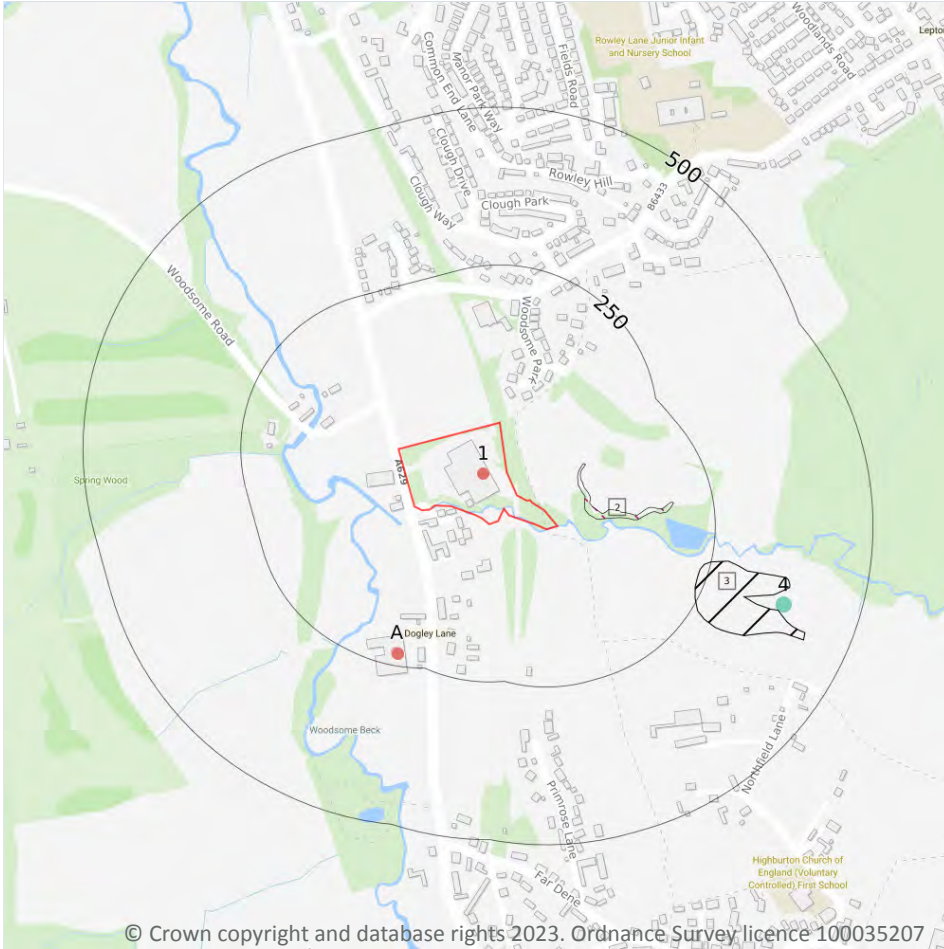 Woodlands Road
Lepton
Rowley Lane Junior Infant
and Nursery School
Fields Road
Common End Lane
Manor Park Way
Clough Drive
500
Rowley Hill
B6433
Clough Way
Clough Park
Woodsome Road
250
Woodsome Park
1
A629
Spring Wood
2
3
4
A
Dogley Lane
Woodsome Beck
Northfield Lane
Primrose Lane
Far Dene
Highburton Church of
England (Voluntary
Controlled) First School
© Crown copyright and database rights 2023. Ordnance Survey licence 100035207